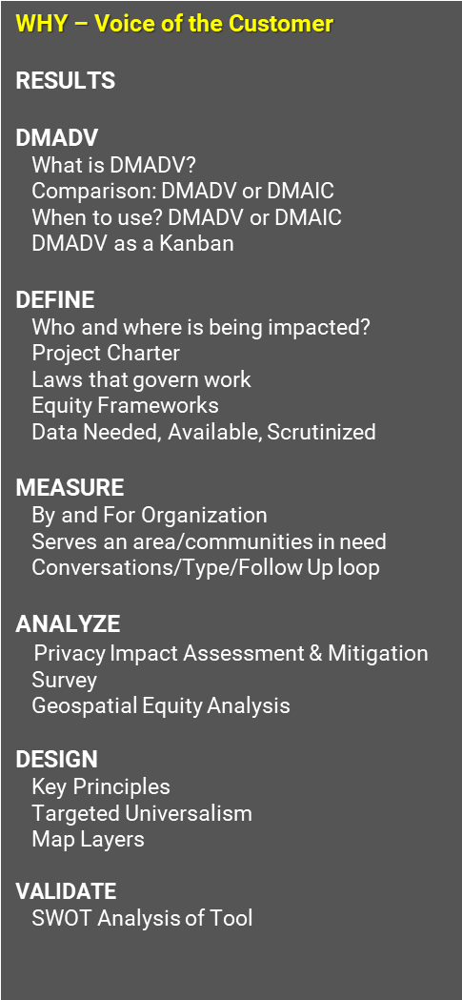 WHY – Voice of the Customer
RESULTS
DMADV
What is DMADV?
Comparison: DMADV or DMAIC
When to use? DMADV or DMAIC
DMADV as a Kanban
DEFINE
Who and where is being impacted?
Project Charter
Laws that govern work
Equity Frameworks
Data Needed, Available, Scrutinized
MEASURE
By and For Organization
Serves an area/communities in need
Conversations/Type/Follow Up loop
ANALYZE
Privacy Impact Assessment & Mitigation
Survey
Geospatial Equity Analysis
DESIGN
Key Principles
Targeted Universalism
Map Layers
VALIDATE
SWOT Analysis of Tool